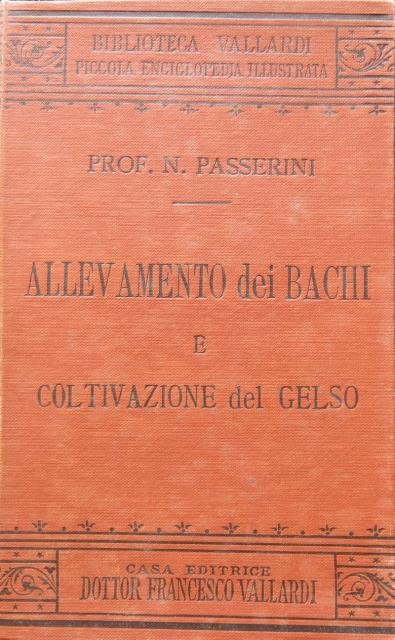 BIBLIOTECA VALLARDI
PICCOLA ENCICLOPEDIA ILLUSTRATA
PROF. N. PASSERINI
ALLEVAMENTO dei BACHI
E
COLTIVAZIONE del GELSO
CASA EDITRICE
DOTTOR FRANCESCO VALLARDI